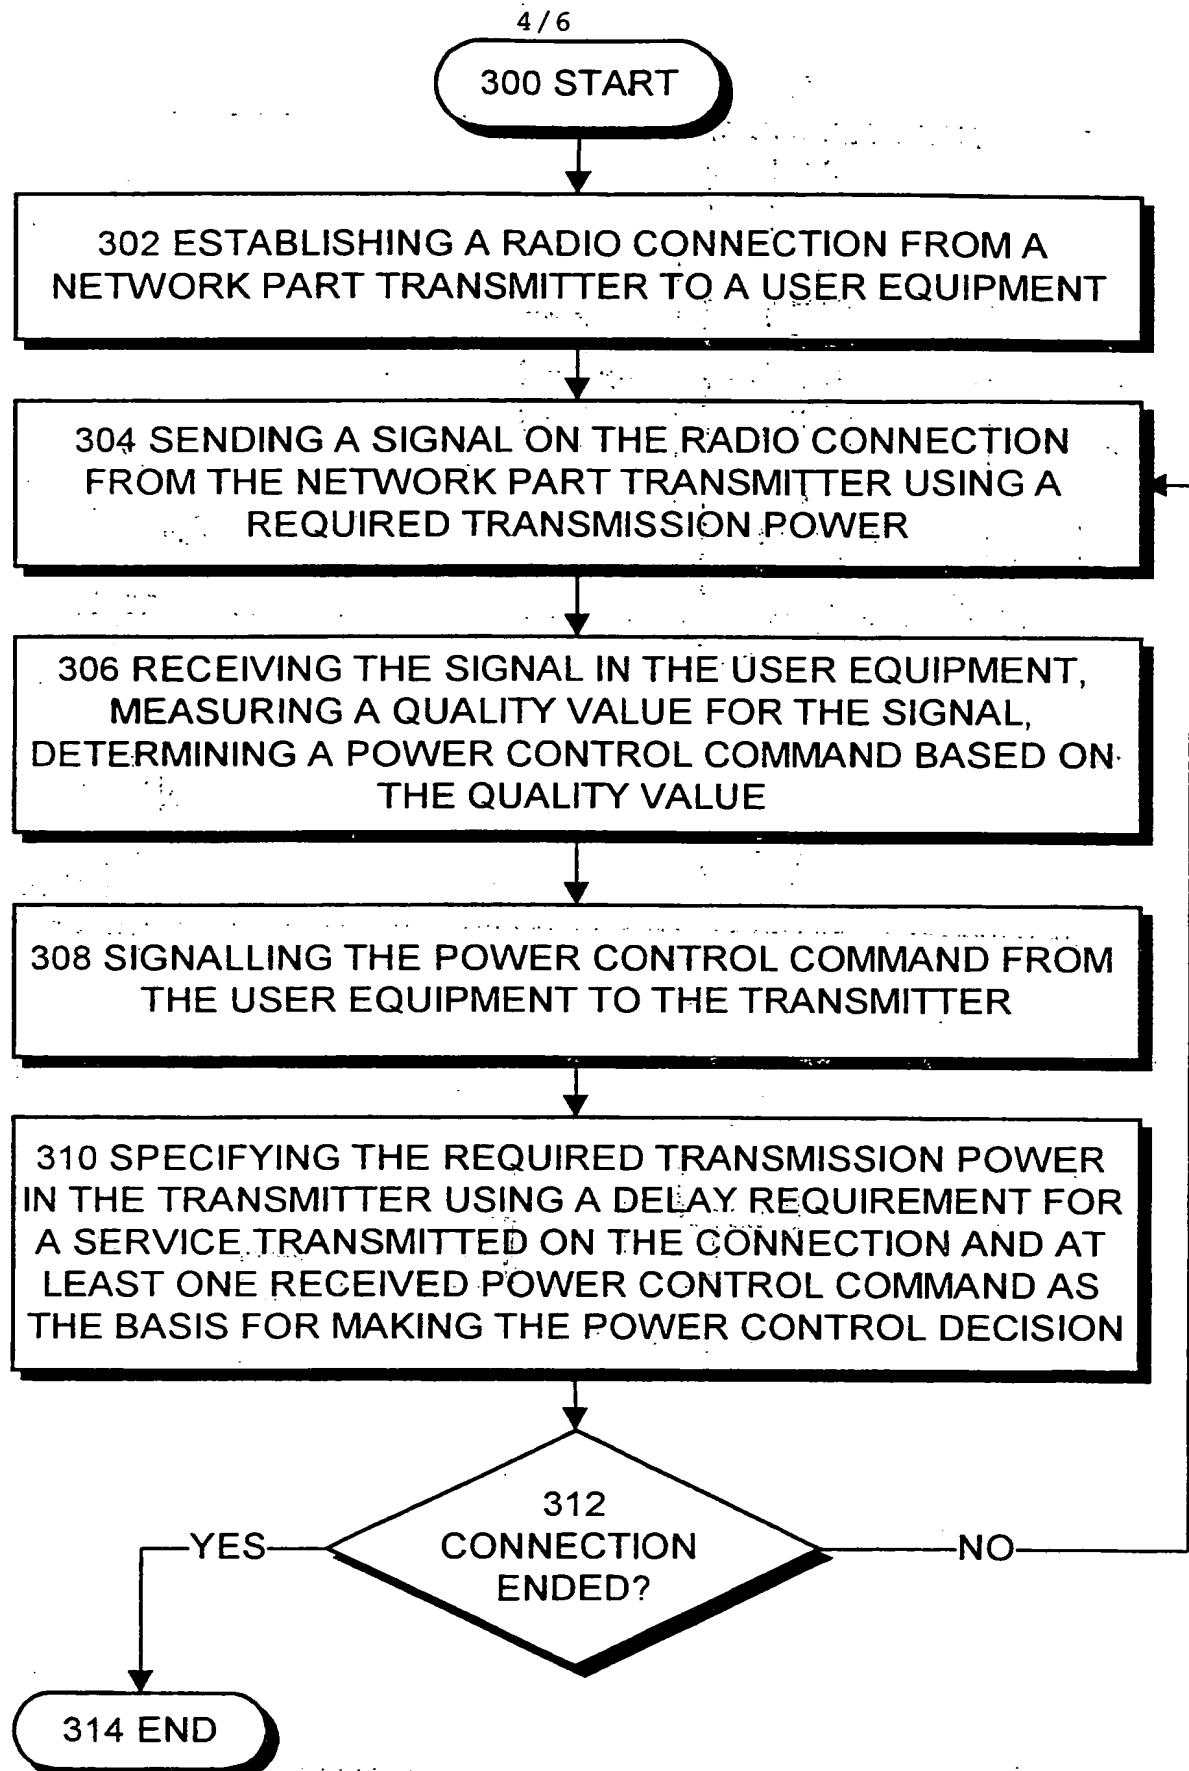 4/6
300 START
302 ESTABLISHING A RADIO CONNECTION FROM A
NETWORK PART TRANSMITTER TO A USER EQUIPMENT
304 SENDING A SIGNAL ON THE RADIO CONNECTION
FROM THE NETWORK PART TRANSMITTER USING A
REQUIRED TRANSMISSION POWER
306 RECEIVING THE SIGNAL IN THE USER EQUIPMENT,
MEASURING A QUALITY VALUE FOR THE SIGNAL,
DETERMINING A POWER CONTROL COMMAND BASED ON
THE QUALITY VALUE
308 SIGNALLING THE POWER CONTROL COMMAND FROM
THE USER EQUIPMENT TO THE TRANSMITTER
310 SPECIFYING THE REQUIRED TRANSMISSION POWER
IN THE TRANSMITTER USING A DELAY REQUIREMENT FOR
A SERVICE TRANSMITTED ON THE CONNECTION AND AT
LEAST ONE RECEIVED POWER CONTROL COMMAND AS
THE BASIS FOR MAKING THE POWER CONTROL DECISION
312
CONNECTION
ENDED?
YES
NO
314 END